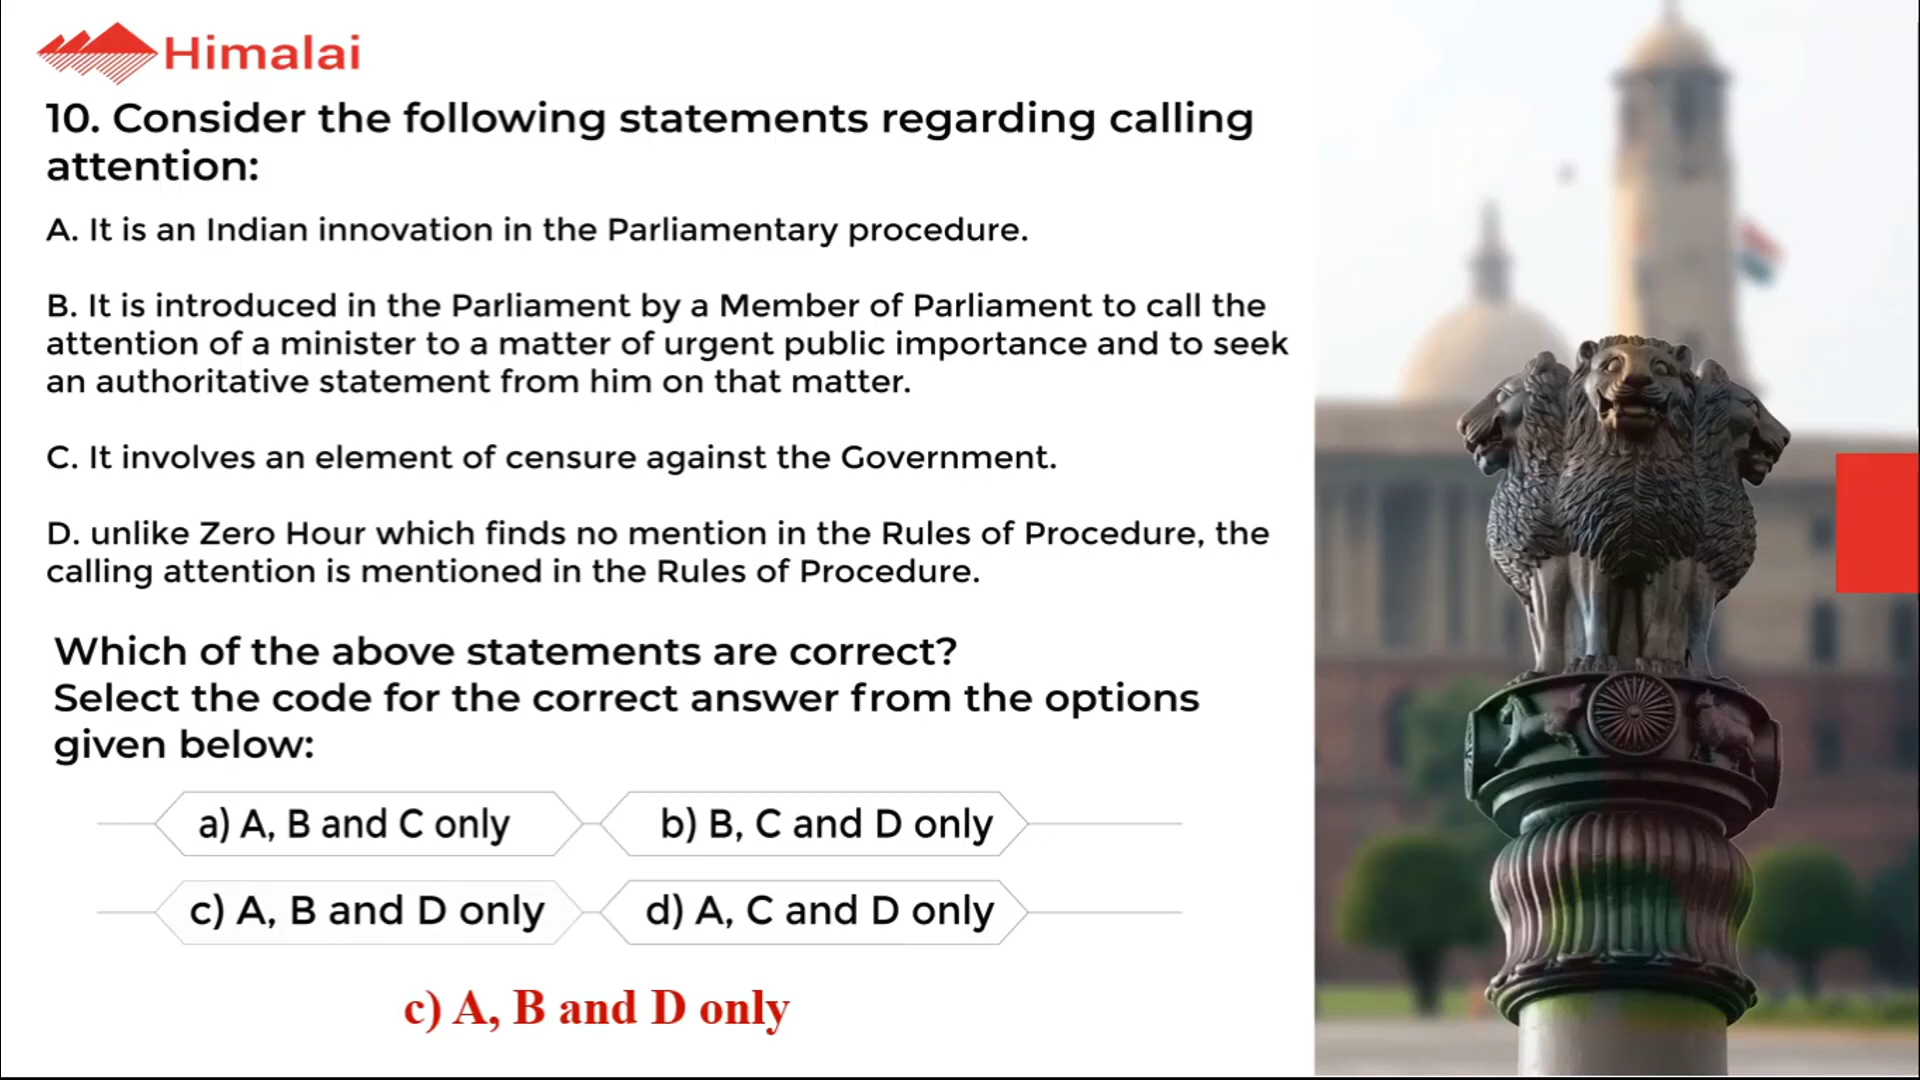 Himalai
10. Consider the following statements regarding calling
attention:
A. It is an Indian innovation in the Parliamentary procedure.
B. It is introduced in the Parliament by a Member of Parliament to call the
attention of a minister to a matter of urgent public importance and to seek
an authoritative statement from him on that matter.
C. It involves an element of censure against the Government.
D. unlike Zero Hour which finds no mention in the Rules of Procedure, the
calling attention is mentioned in the Rules of Procedure.
Which of the above statements are correct?
Select the code for the correct answer from the options
given below:
a) A, B and C only
b) B, C and D only
c) A, B and D only
d) A, C and D only
c) A, B and D only